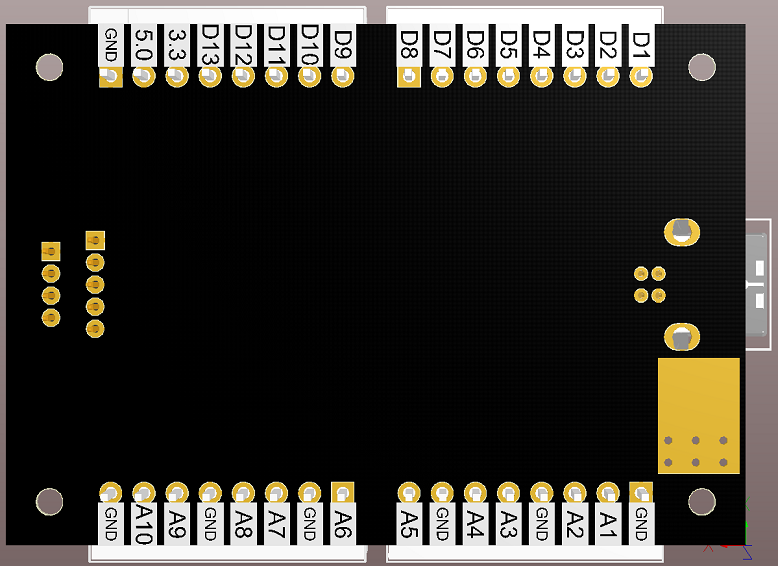 GND 5.0 3.3 D13 D12 D11 D10 D9 D8 D7 D6 D5 D4 D3 D2 D1
GND A10 A9 GND A8 A7 GND A6 A5 GND A4 A3 GND A2 A1 GND